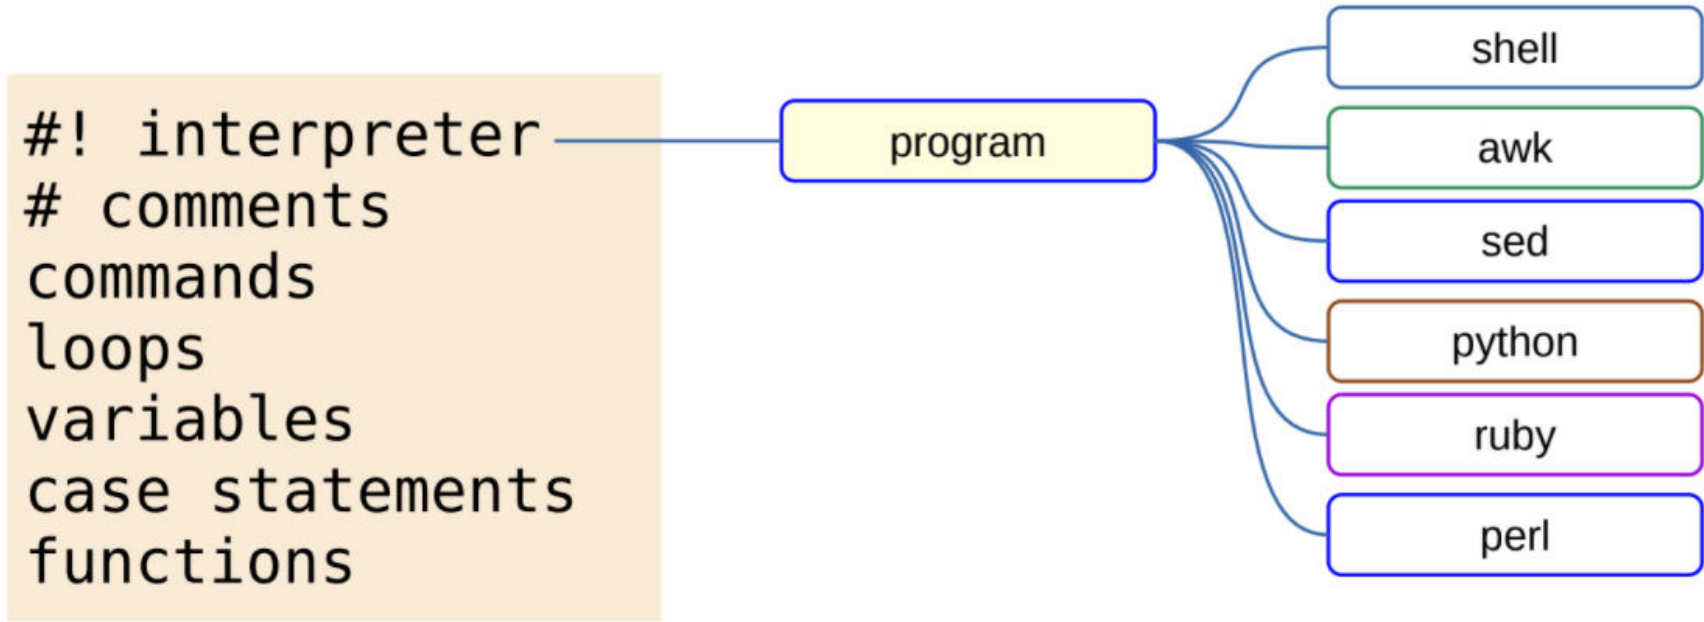 #! interpreter
# comments
commands
loops
variables
case statements
functions
program
shell
awk
sed
python
ruby
perl